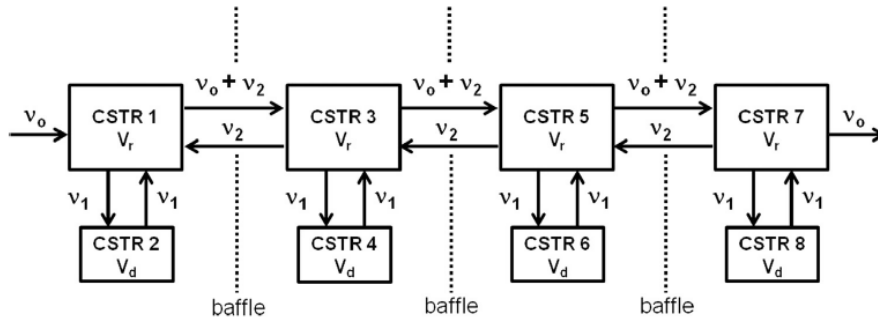 νo + ν2 νo + ν2 νo + ν2
νo CSTR 1 CSTR 3 CSTR 5 CSTR 7 νo
Vr ν2 Vr ν2 Vr ν2 Vr
ν1 ν1 ν1 ν1 ν1 ν1 ν1 ν1
CSTR 2 CSTR 4 CSTR 6 CSTR 8
Vd Vd Vd Vd
baffle baffle baffle